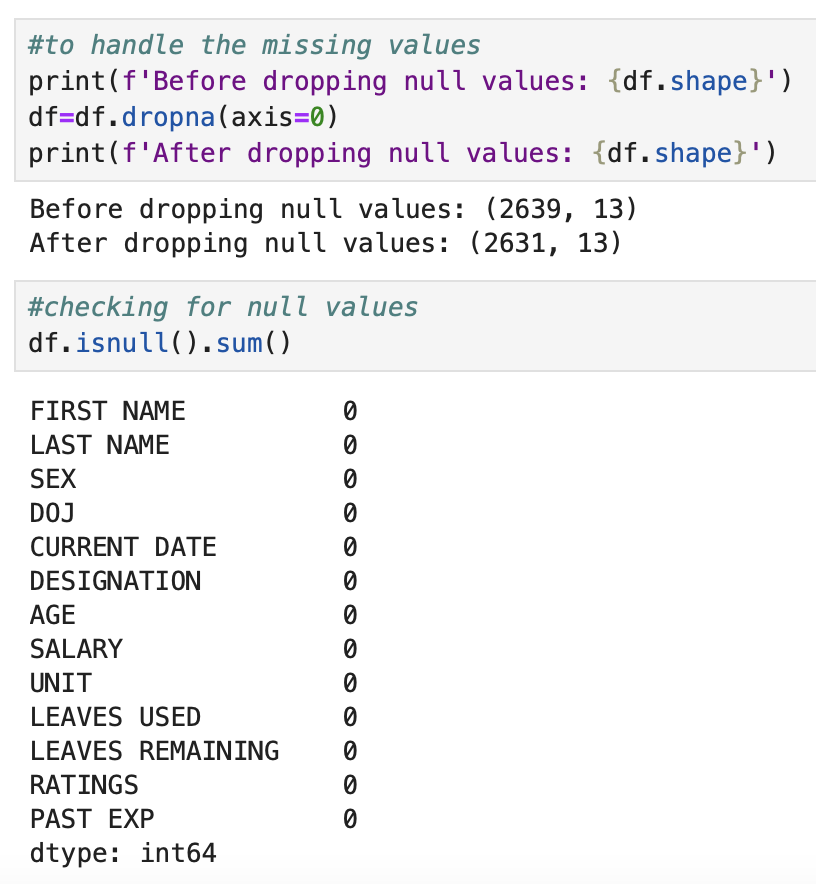 #to handle the missing values
print(f'Before dropping null values: {df.shape}')
df=df.dropna(axis=0)
print(f'After dropping null values: {df.shape}')
Before dropping null values: (2639, 13)
After dropping null values: (2631, 13)
#checking for null values
df.isnull().sum()
FIRST NAME          0
LAST NAME           0
SEX                 0
DOJ                 0
CURRENT DATE        0
DESIGNATION         0
AGE                 0
SALARY              0
UNIT                0
LEAVES USED         0
LEAVES REMAINING    0
RATINGS             0
PAST EXP            0
dtype: int64